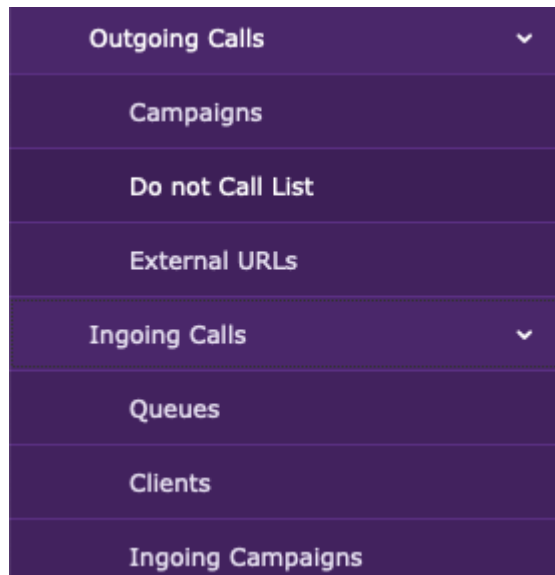 Outgoing Calls
Campaigns
Do not Call List
External URLs
Ingoing Calls
Queues
Clients
Ingoing Campaigns